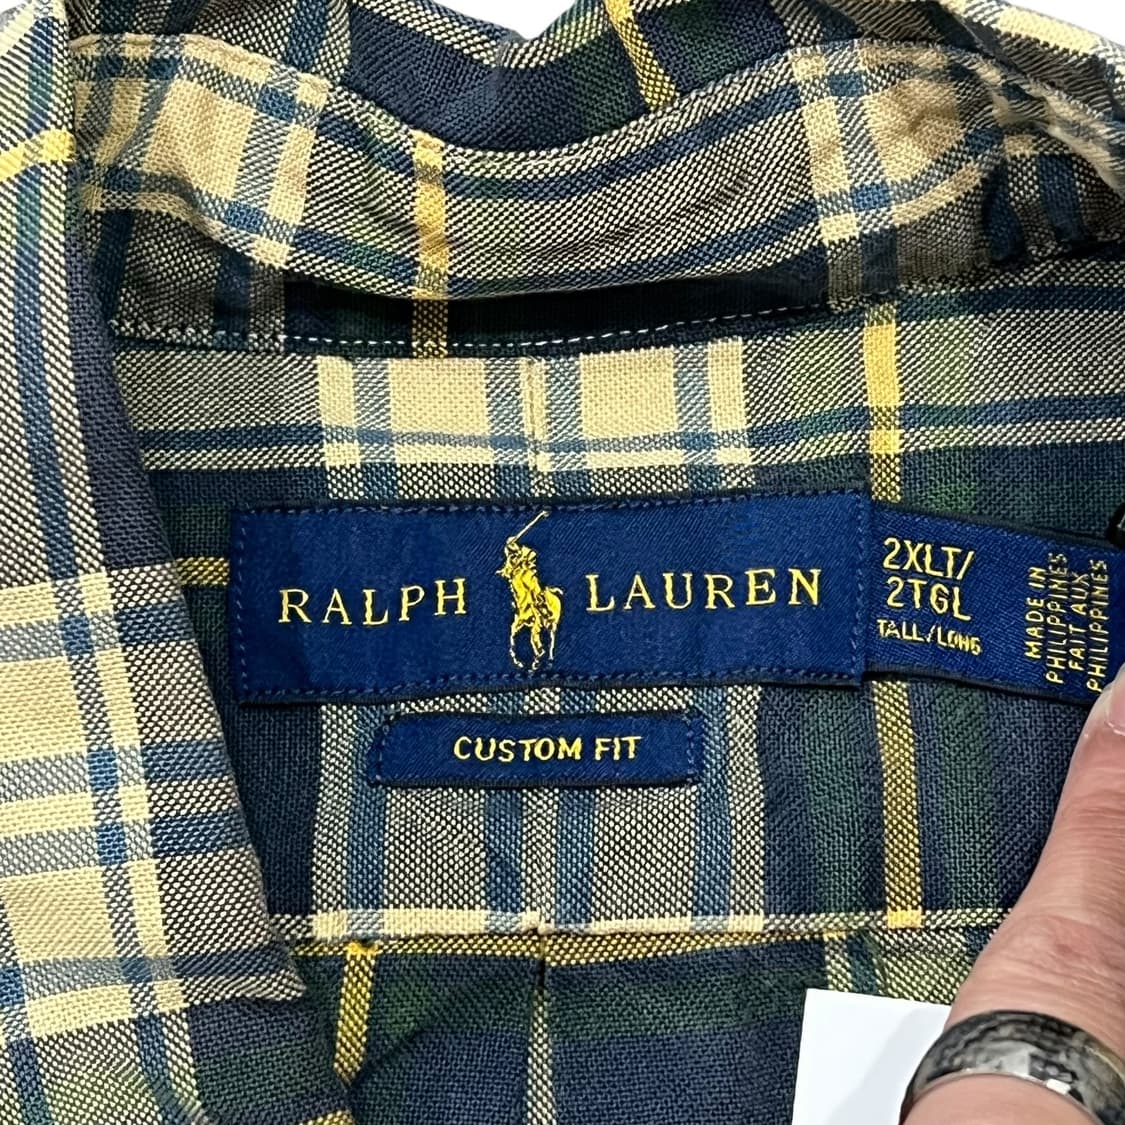 RALPH LAUREN
CUSTOM FIT
2XLT/
2TGL
TALL/LONG
MADE IN
PHILIPPINES
FAIT AUX
PHILIPPINES